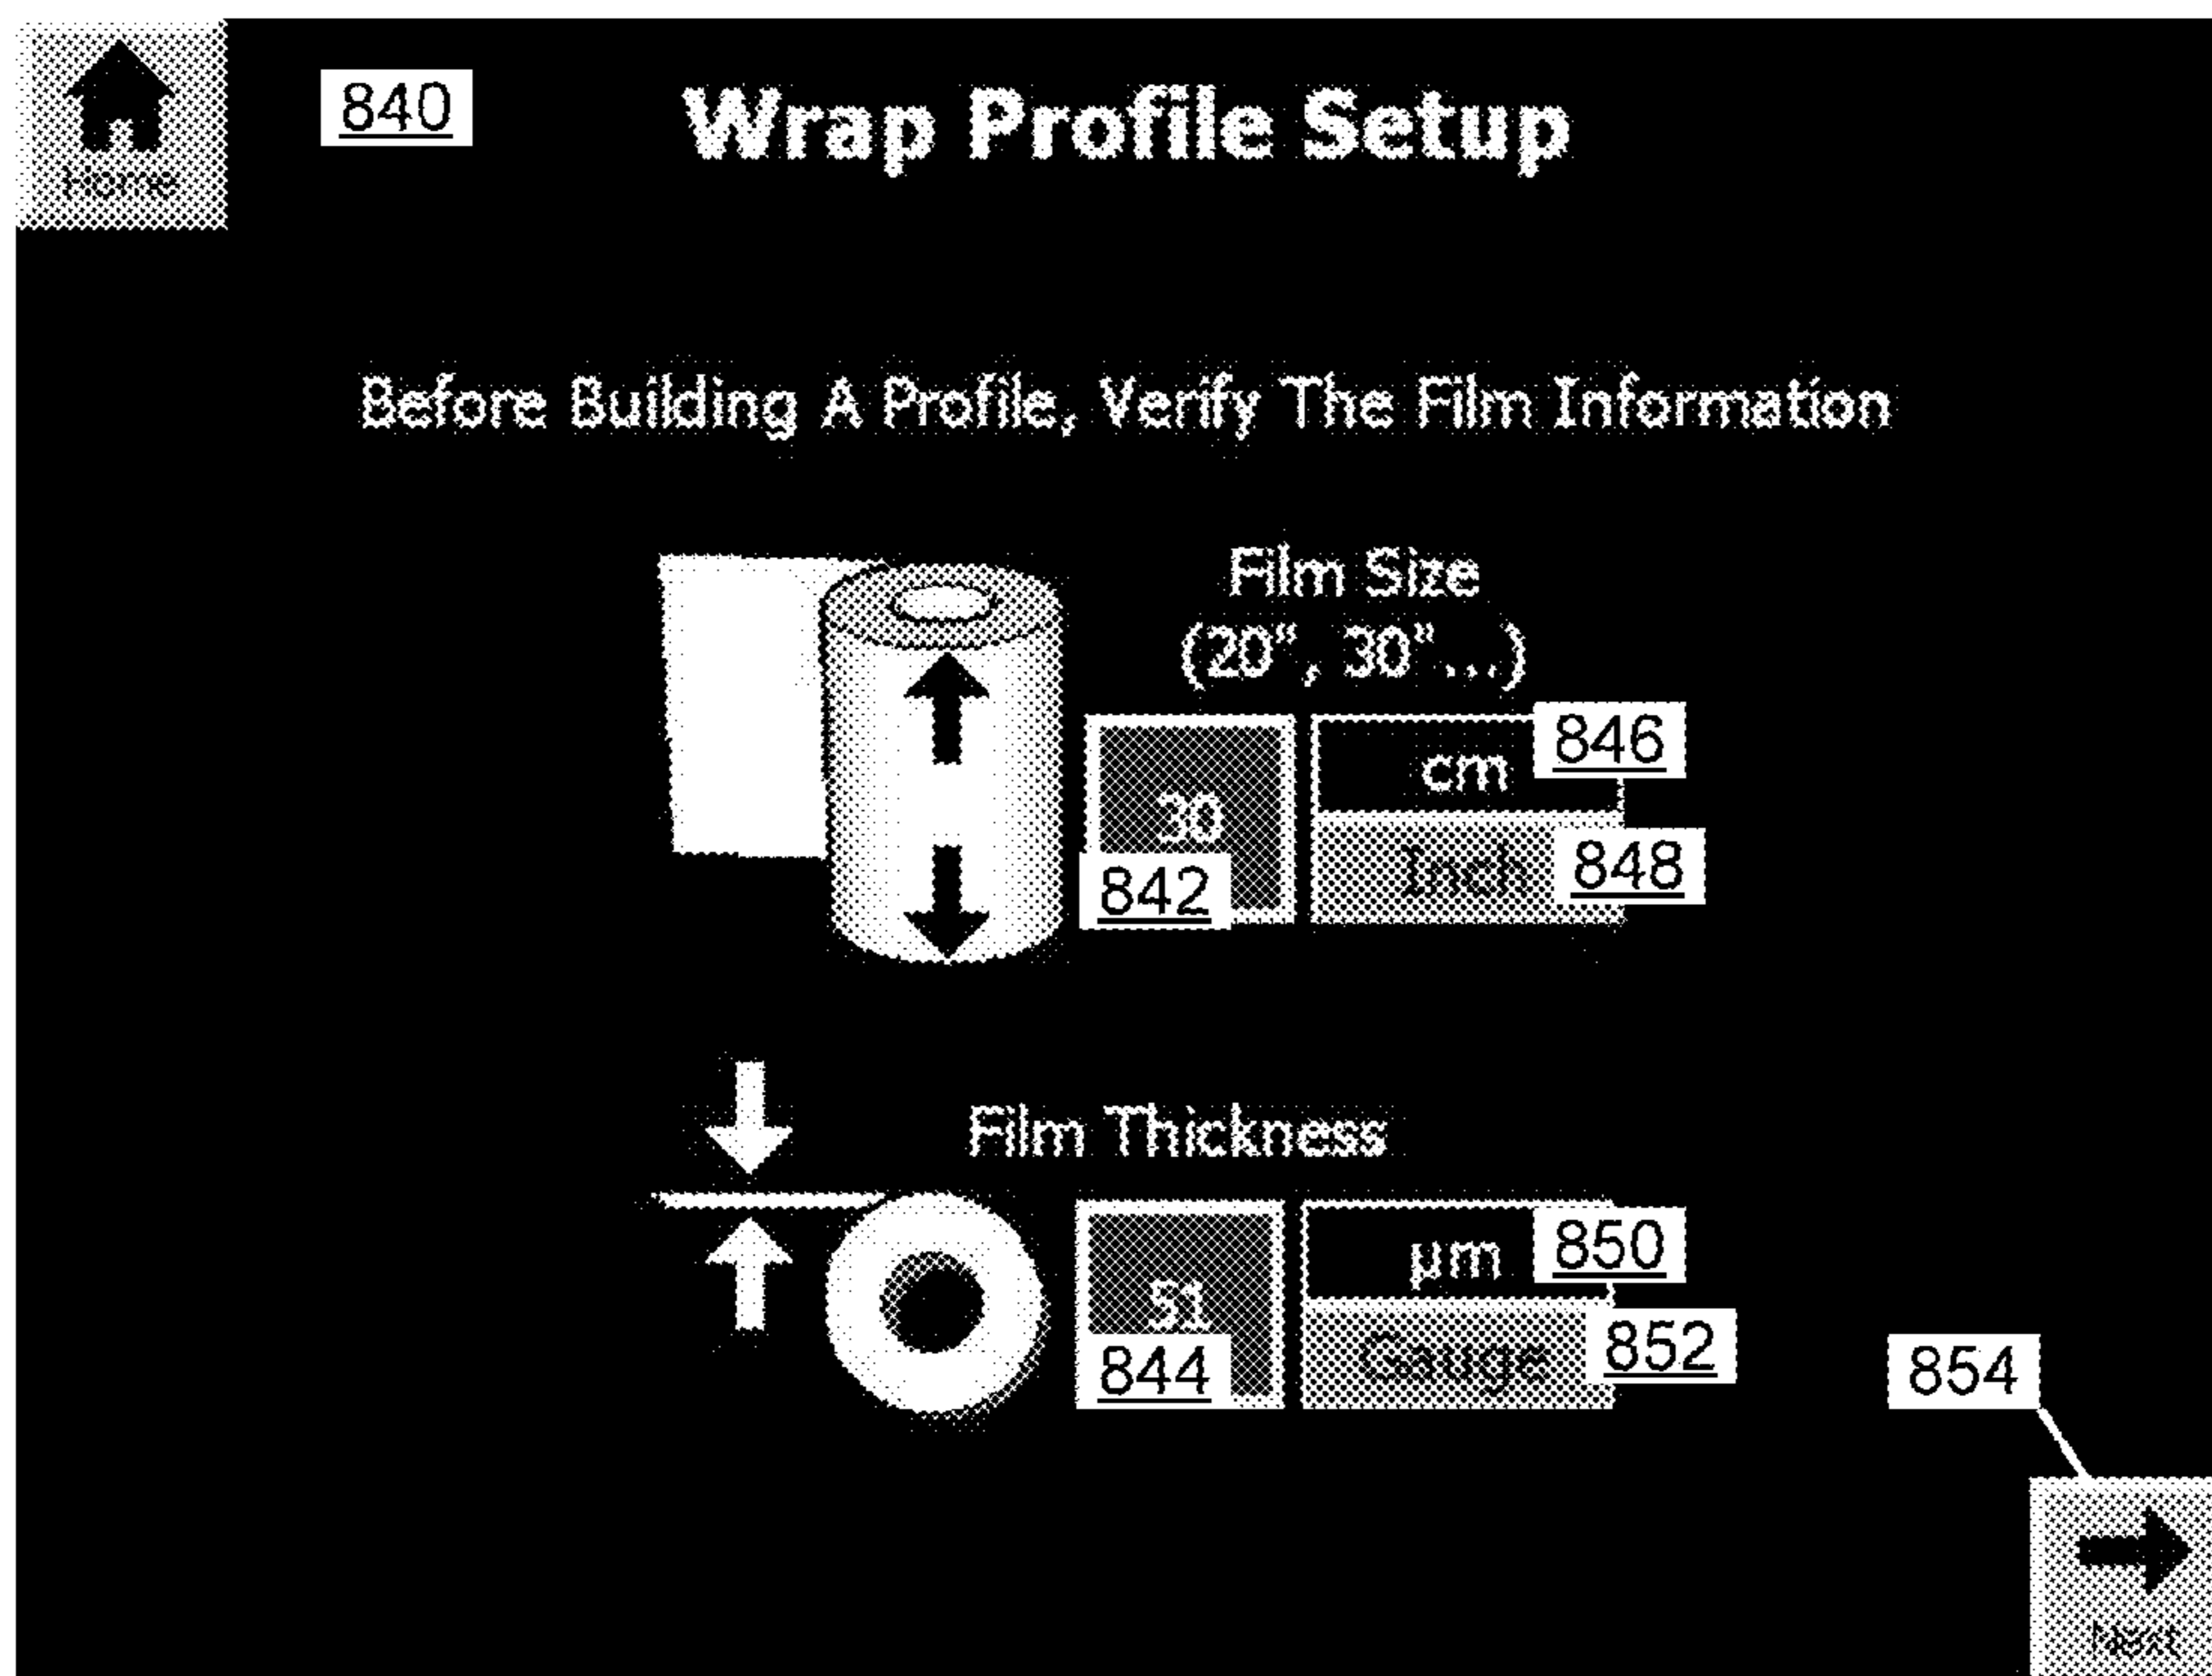 Home
840
Wrap Profile Setup
Before Building A Profile, Verify The Film Information
Film Size
(20", 30"...)
30
842
cm
846
Inch
848
Film Thickness
51
844
µm
850
Gauge
852
854
Next